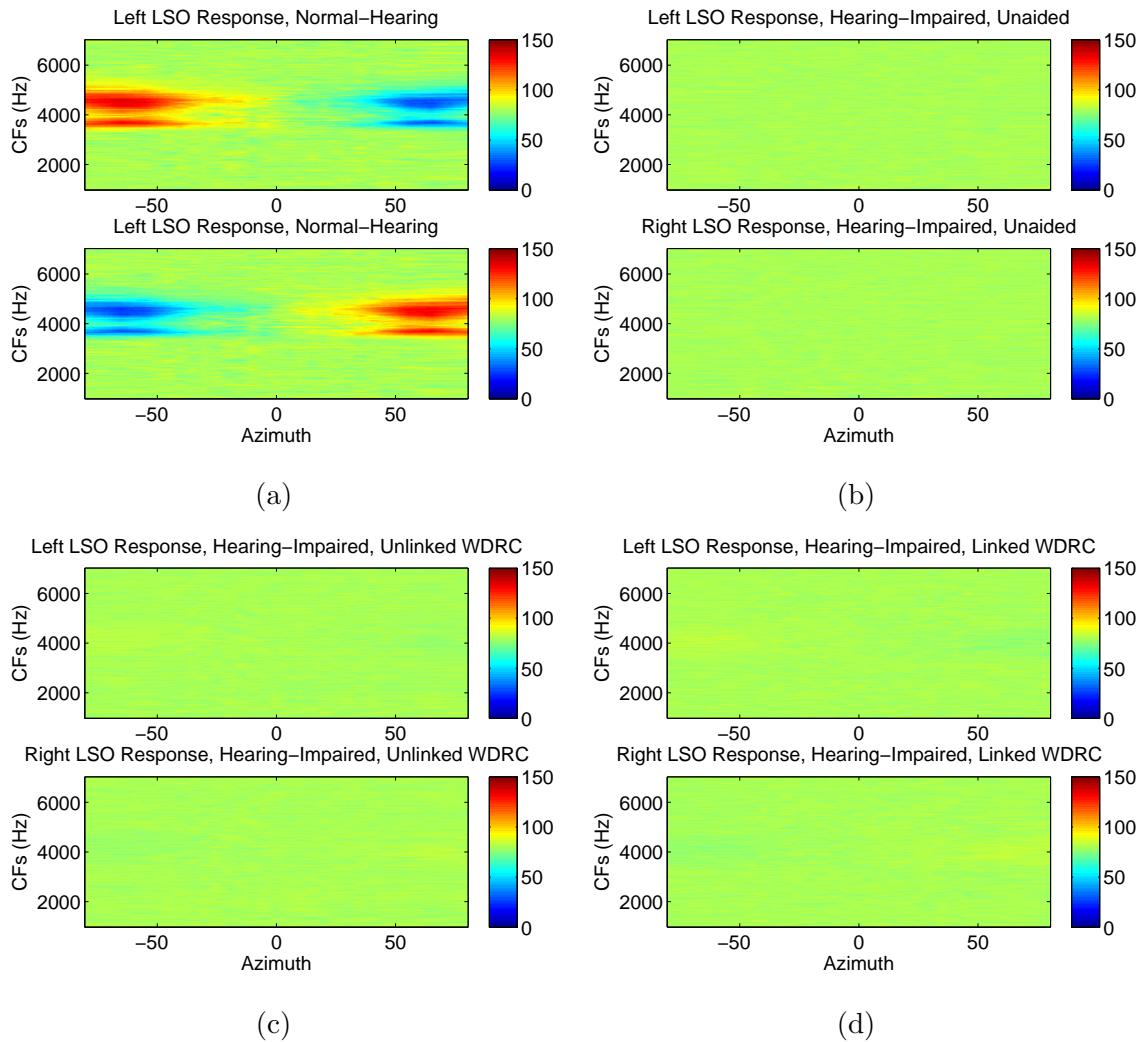 Left LSO Response, Normal−Hearing
CFs (Hz)
6000
4000
2000
−50 0 50
150
100
50
0
Left LSO Response, Normal−Hearing
CFs (Hz)
6000
4000
2000
−50 0 50
Azimuth
150
100
50
0
(a)
Left LSO Response, Hearing−Impaired, Unaided
CFs (Hz)
6000
4000
2000
−50 0 50
150
100
50
0
Right LSO Response, Hearing−Impaired, Unaided
CFs (Hz)
6000
4000
2000
−50 0 50
Azimuth
150
100
50
0
(b)
Left LSO Response, Hearing−Impaired, Unlinked WDRC
CFs (Hz)
6000
4000
2000
−50 0 50
150
100
50
0
Right LSO Response, Hearing−Impaired, Unlinked WDRC
CFs (Hz)
6000
4000
2000
−50 0 50
Azimuth
150
100
50
0
(c)
Left LSO Response, Hearing−Impaired, Linked WDRC
CFs (Hz)
6000
4000
2000
−50 0 50
150
100
50
0
Right LSO Response, Hearing−Impaired, Linked WDRC
CFs (Hz)
6000
4000
2000
−50 0 50
Azimuth
150
100
50
0
(d)